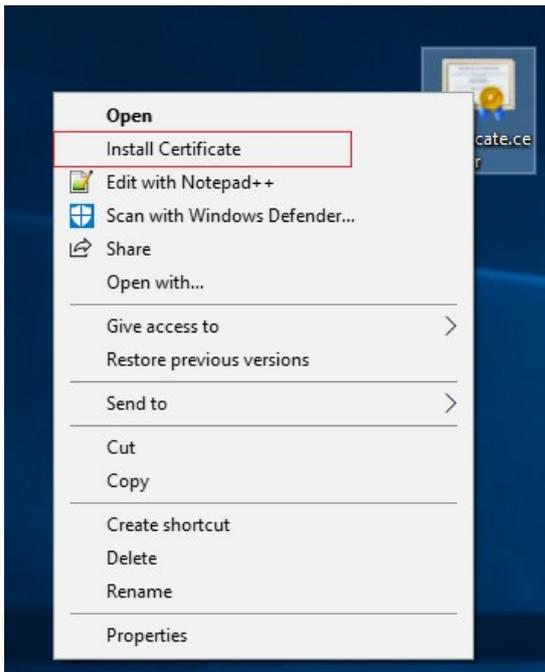 Open
Install Certificate
cate.ce
r
Edit with Notepad++
Scan with Windows Defender...
Share
Open with...
Give access to
Restore previous versions
Send to
Cut
Copy
Create shortcut
Delete
Rename
Properties